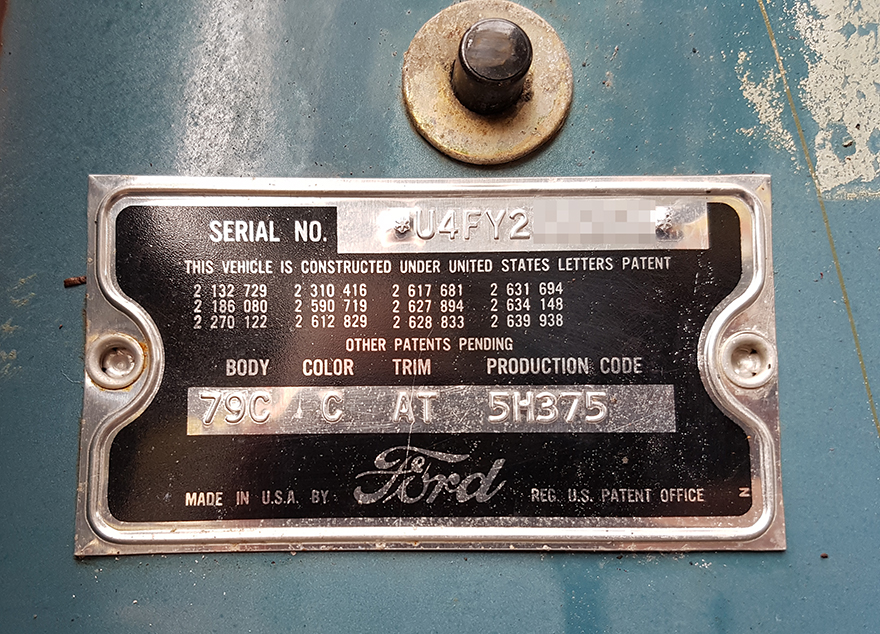 SERIAL NO. *U4FY2 *
THIS VEHICLE IS CONSTRUCTED UNDER UNITED STATES LETTERS PATENT
2 132 729 2 310 416 2 617 681 2 631 694
2 186 080 2 590 719 2 627 894 2 634 148
2 270 122 2 612 829 2 628 833 2 639 938
OTHER PATENTS PENDING
BODY COLOR TRIM PRODUCTION CODE
79C C AT 5H375
MADE IN U.S.A. BY Ford REG. U.S. PATENT OFFICE
N